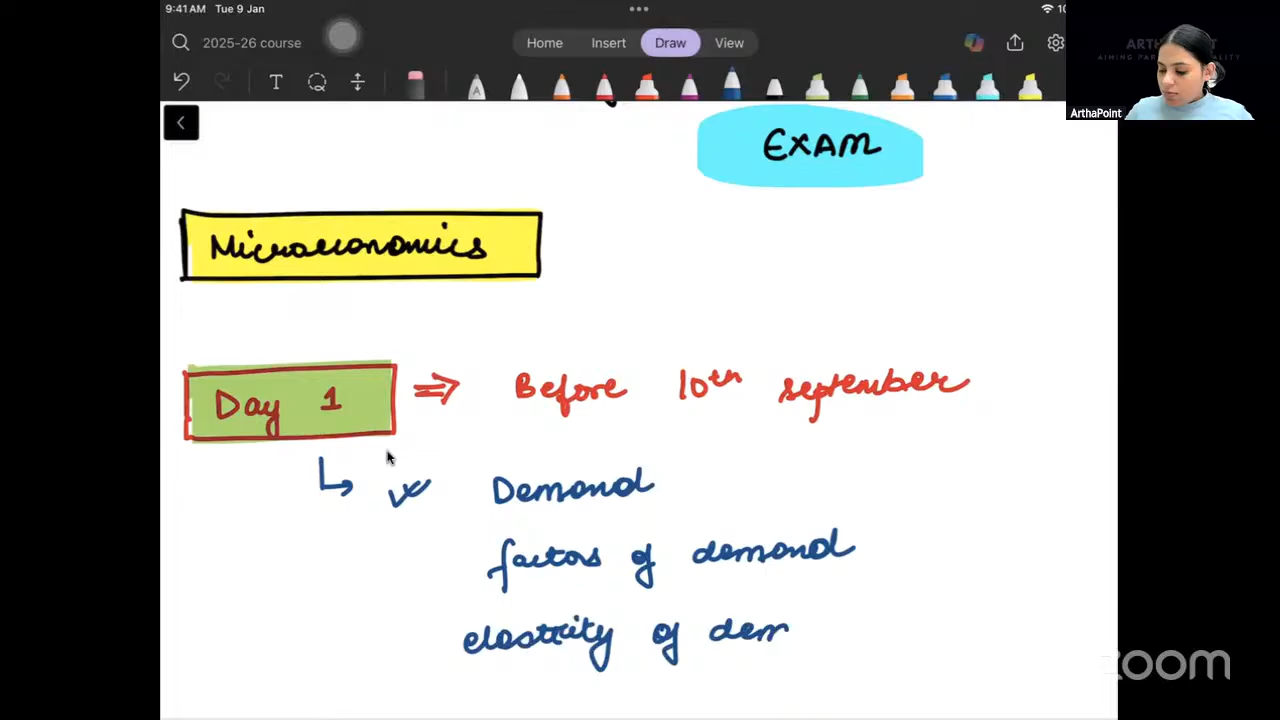 9:41 AM Tue 9 Jan
2025-26 course
Home Insert Draw View
ARTHAPOINT
ArthaPoint
EXAM
Microeconomics
Day 1 ⇒ Before 10th september
↳ ✓ Demand
factors of demand
elasticity of dem
zoom